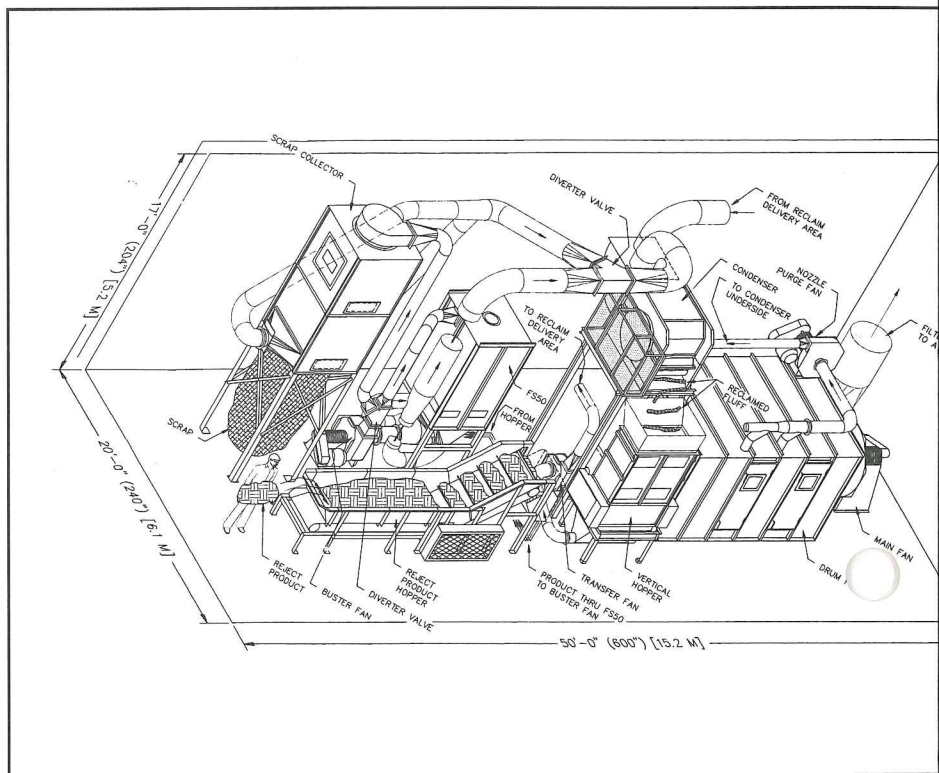 SCRAP COLLECTOR
17'-0" (204") [5.2 M]
DIVERTER VALVE
FROM RECLAIM
DELIVERY AREA
CONDENSER
TO CONDENSER
UNDERSIDE
NOZZLE
PURGE FAN
TO RECLAIM
DELIVERY
AREA
FILT
TO A
FS50
FROM
HOPPER
RECLAIMED
FLUFF
SCRAP
20'-0" (240") [6.1 M]
REJECT
PRODUCT
BUSTER FAN
DIVERTER VALVE
REJECT
PRODUCT
HOPPER
PRODUCT THRU FS50
TO BUSTER FAN
TRANSFER FAN
VERTICAL
HOPPER
DRUM
MAIN FAN
50'-0" (600") [15.2 M]